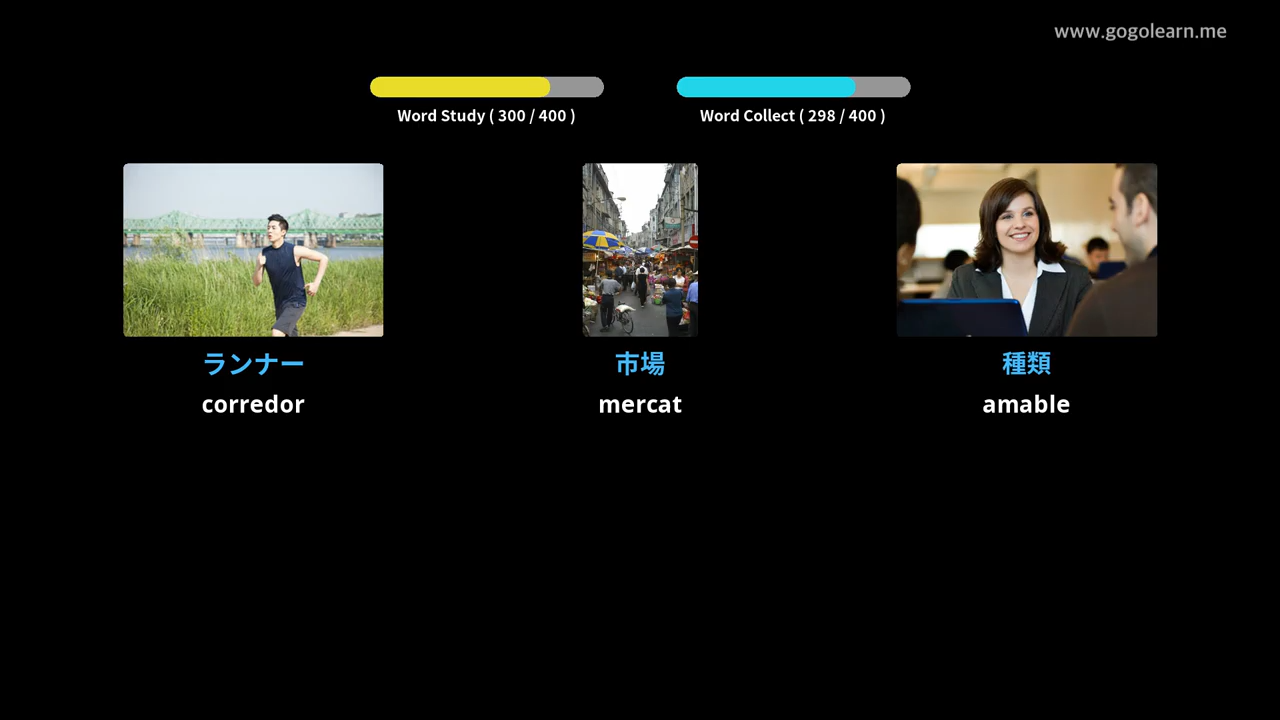 www.gogolearn.me
Word Study ( 300 / 400 )
Word Collect ( 298 / 400 )
ランナー
市場
種類
corredor
mercat
amable